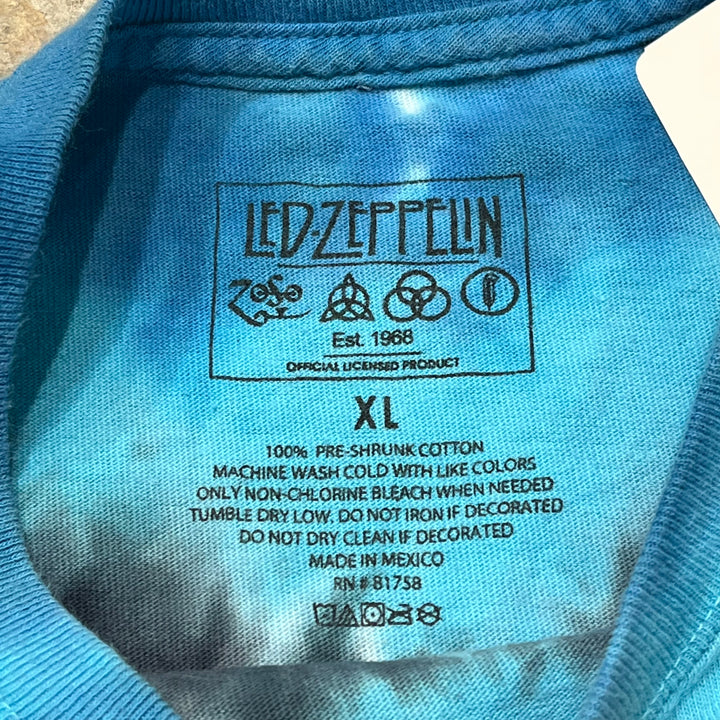 LED-ZEPPELIN
ZoSo
Est. 1968
OFFICIAL LICENSED PRODUCT
XL
100% PRE-SHRUNK COTTON
MACHINE WASH COLD WITH LIKE COLORS
ONLY NON-CHLORINE BLEACH WHEN NEEDED
TUMBLE DRY LOW. DO NOT IRON IF DECORATED
DO NOT DRY CLEAN IF DECORATED
MADE IN MEXICO
RN # 81758